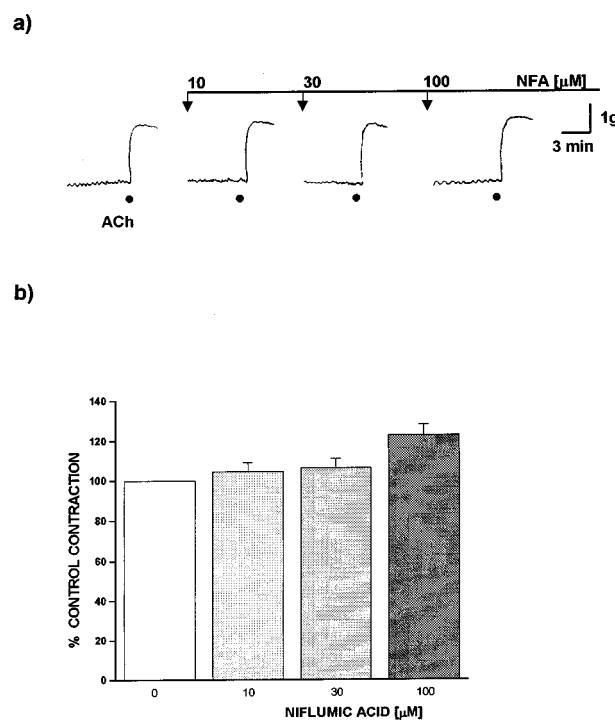 a)
10 30 100 NFA [µM]
1g
3 min
ACh
b)
140
120
100
80
60
40
20
0
% CONTROL CONTRACTION
0 10 30 100
NIFLUMIC ACID [µM]